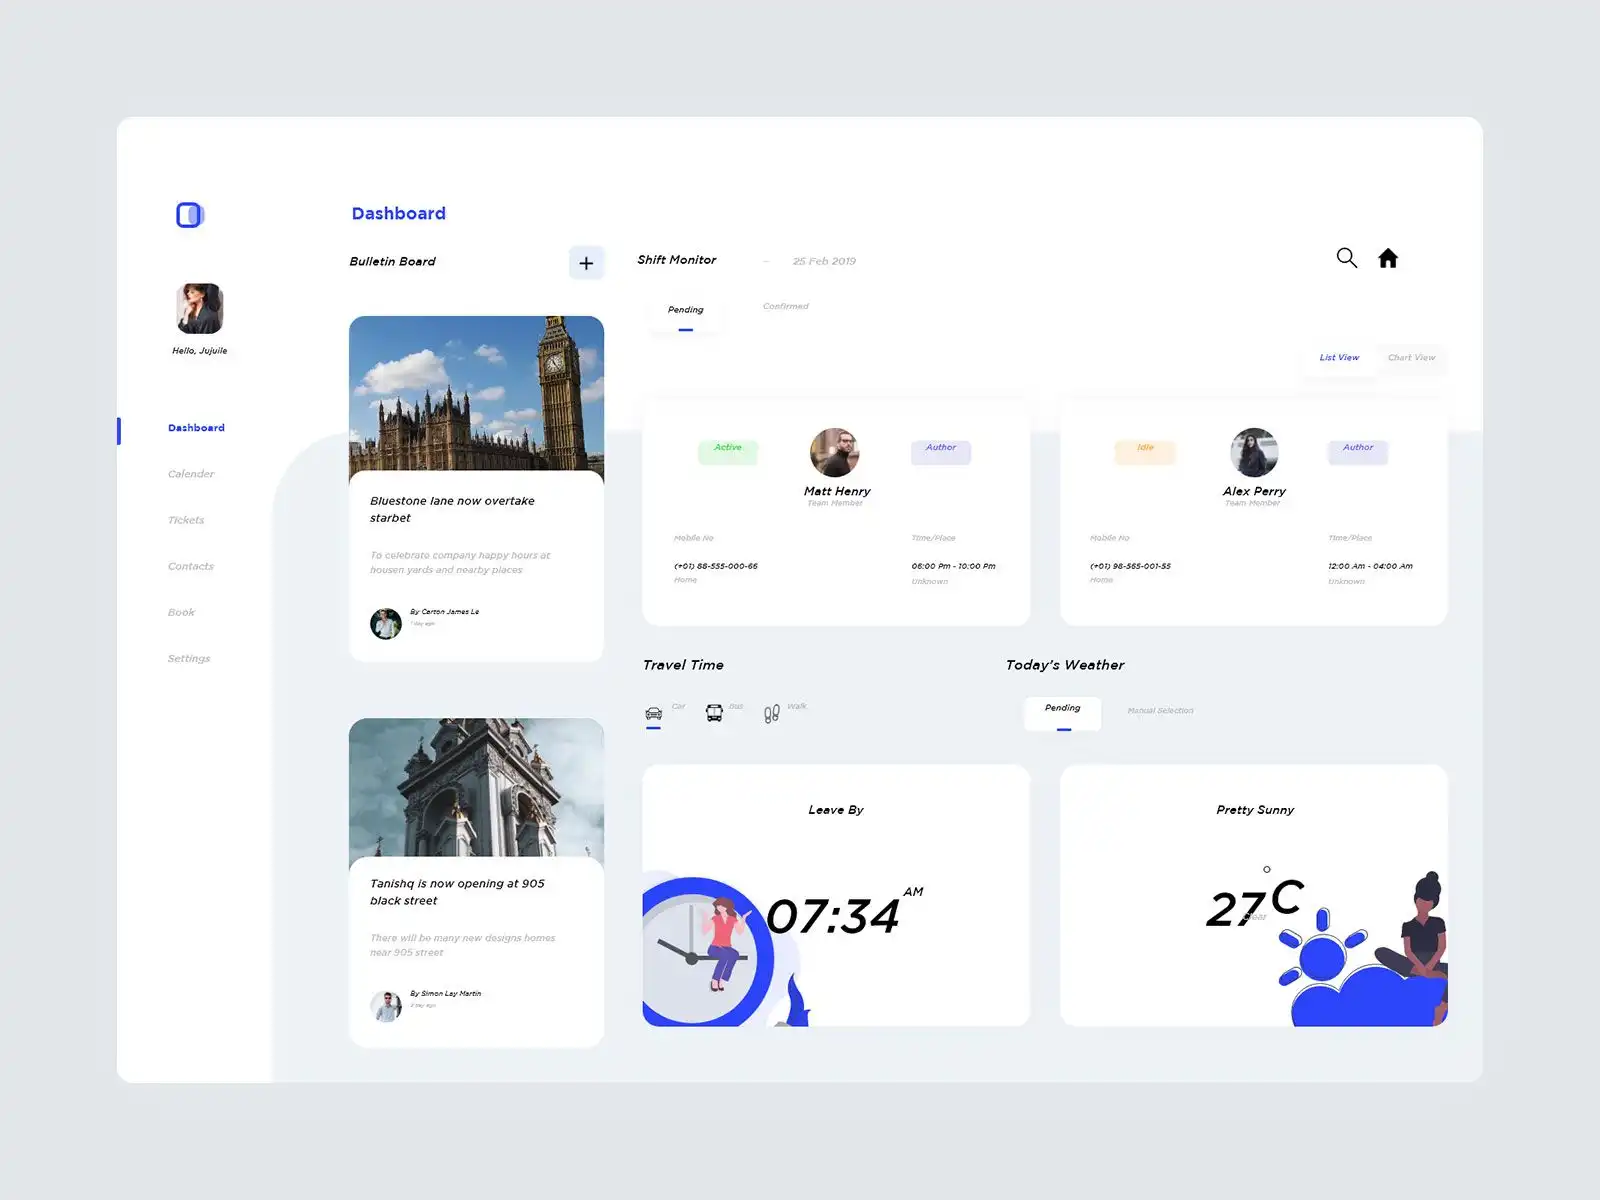 Dashboard
Hello, Jujuile
Dashboard
Calender
Tickets
Contacts
Book
Settings
Bulletin Board
+
Bluestone lane now overtake
starbet
To celebrate company happy hours at
housen yards and nearby places
By Carton James Le
1 day ago
Tanishq is now opening at 905
black street
There will be many new designs homes
near 905 street
By Simon Lay Martin
2 day ago
Shift Monitor – 25 Feb 2019
Pending
Confirmed
List View
Chart View
Active
Author
Matt Henry
Team Member
Mobile No
Time/Place
(+01) 88-555-000-66
06:00 Pm - 10:00 Pm
Home
Unknown
Idle
Author
Alex Perry
Team Member
Mobile No
Time/Place
(+01) 98-565-001-55
12:00 Am - 04:00 Am
Home
Unknown
Travel Time
Car
Bus
Walk
Leave By
07:34 AM
Today's Weather
Pending
Manual Selection
Pretty Sunny
27°C
Clear